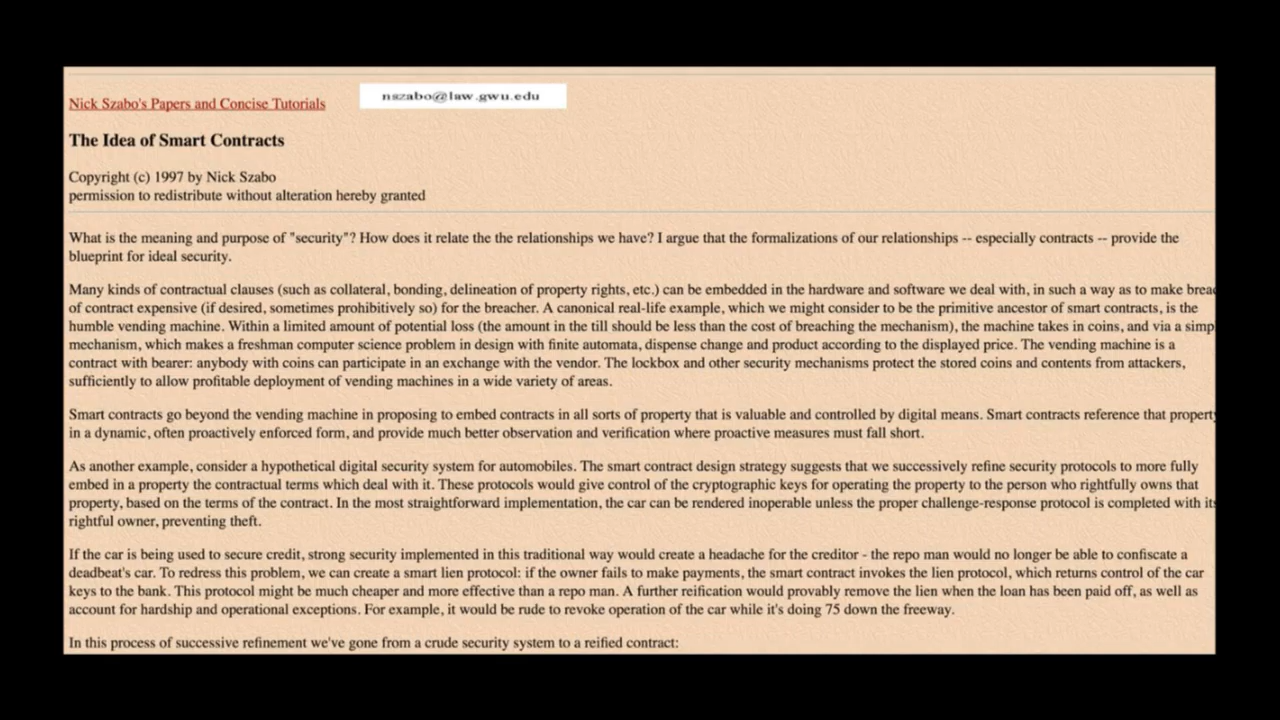 Nick Szabo's Papers and Concise Tutorials
nszabo@law.gwu.edu
The Idea of Smart Contracts
Copyright (c) 1997 by Nick Szabo
permission to redistribute without alteration hereby granted
What is the meaning and purpose of "security"? How does it relate the the relationships we have? I argue that the formalizations of our relationships -- especially contracts -- provide the
blueprint for ideal security.
Many kinds of contractual clauses (such as collateral, bonding, delineation of property rights, etc.) can be embedded in the hardware and software we deal with, in such a way as to make breac
of contract expensive (if desired, sometimes prohibitively so) for the breacher. A canonical real-life example, which we might consider to be the primitive ancestor of smart contracts, is the
humble vending machine. Within a limited amount of potential loss (the amount in the till should be less than the cost of breaching the mechanism), the machine takes in coins, and via a simp
mechanism, which makes a freshman computer science problem in design with finite automata, dispense change and product according to the displayed price. The vending machine is a
contract with bearer: anybody with coins can participate in an exchange with the vendor. The lockbox and other security mechanisms protect the stored coins and contents from attackers,
sufficiently to allow profitable deployment of vending machines in a wide variety of areas.
Smart contracts go beyond the vending machine in proposing to embed contracts in all sorts of property that is valuable and controlled by digital means. Smart contracts reference that property
in a dynamic, often proactively enforced form, and provide much better observation and verification where proactive measures must fall short.
As another example, consider a hypothetical digital security system for automobiles. The smart contract design strategy suggests that we successively refine security protocols to more fully
embed in a property the contractual terms which deal with it. These protocols would give control of the cryptographic keys for operating the property to the person who rightfully owns that
property, based on the terms of the contract. In the most straightforward implementation, the car can be rendered inoperable unless the proper challenge-response protocol is completed with its
rightful owner, preventing theft.
If the car is being used to secure credit, strong security implemented in this traditional way would create a headache for the creditor - the repo man would no longer be able to confiscate a
deadbeat's car. To redress this problem, we can create a smart lien protocol: if the owner fails to make payments, the smart contract invokes the lien protocol, which returns control of the car
keys to the bank. This protocol might be much cheaper and more effective than a repo man. A further reification would provably remove the lien when the loan has been paid off, as well as
account for hardship and operational exceptions. For example, it would be rude to revoke operation of the car while it's doing 75 down the freeway.
In this process of successive refinement we've gone from a crude security system to a reified contract: